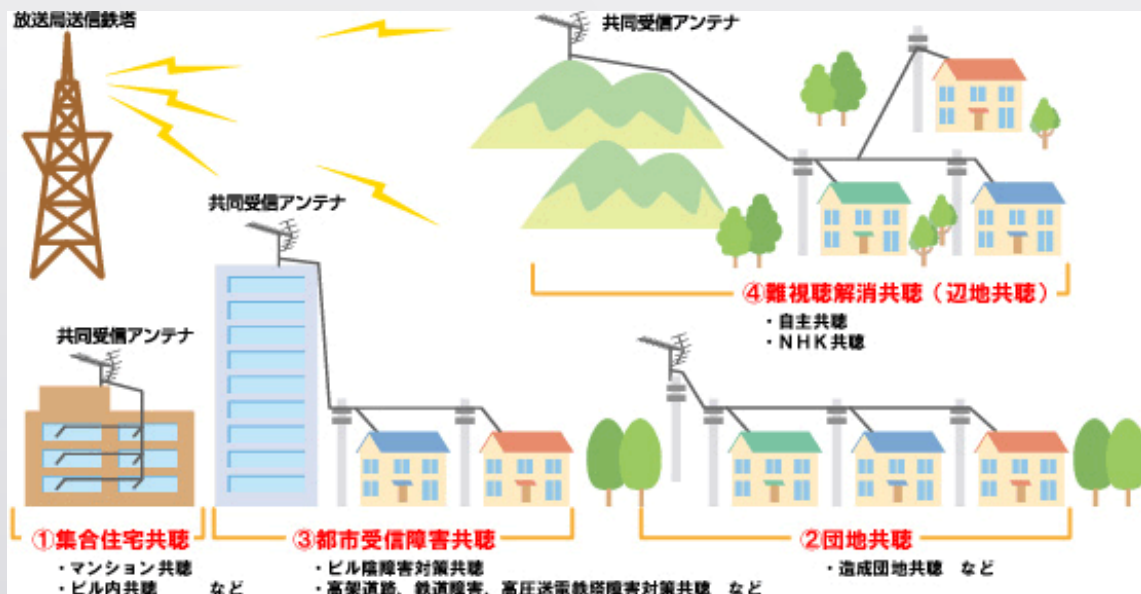 放送局送信鉄塔
共同受信アンテナ
共同受信アンテナ
④難視聴解消共聴（辺地共聴）
・自主共聴
・NHK共聴
共同受信アンテナ
①集合住宅共聴
・マンション共聴
・ビル内共聴　など
③都市受信障害共聴
・ビル陰障害対策共聴
・高架道路、鉄道障害、高圧送電鉄塔障害対策共聴　など
②団地共聴
・造成団地共聴　など